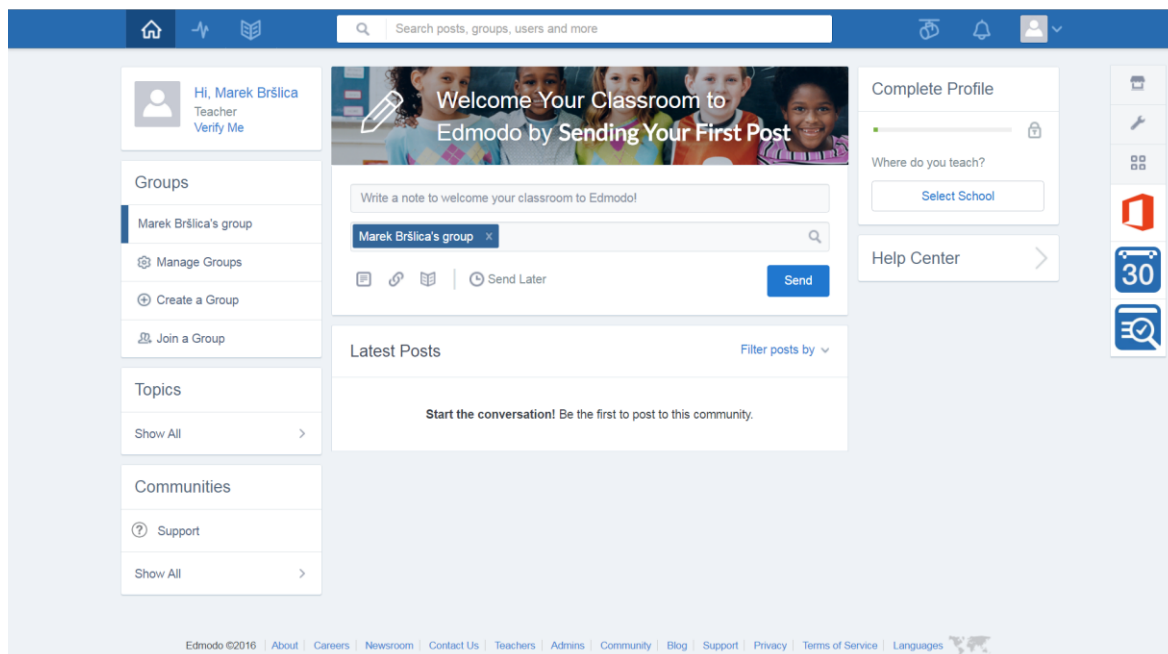 Search posts, groups, users and more
Hi, Marek Bršlica
Teacher
Verify Me
Groups
Marek Bršlica's group
Manage Groups
Create a Group
Join a Group
Topics
Show All
Communities
Support
Show All
Welcome Your Classroom to
Edmodo by Sending Your First Post
Write a note to welcome your classroom to Edmodo!
Marek Bršlica's group x
Send Later
Send
Latest Posts
Filter posts by
Start the conversation! Be the first to post to this community.
Complete Profile
Where do you teach?
Select School
Help Center
30
Edmodo ©2016 | About | Careers | Newsroom | Contact Us | Teachers | Admins | Community | Blog | Support | Privacy | Terms of Service | Languages